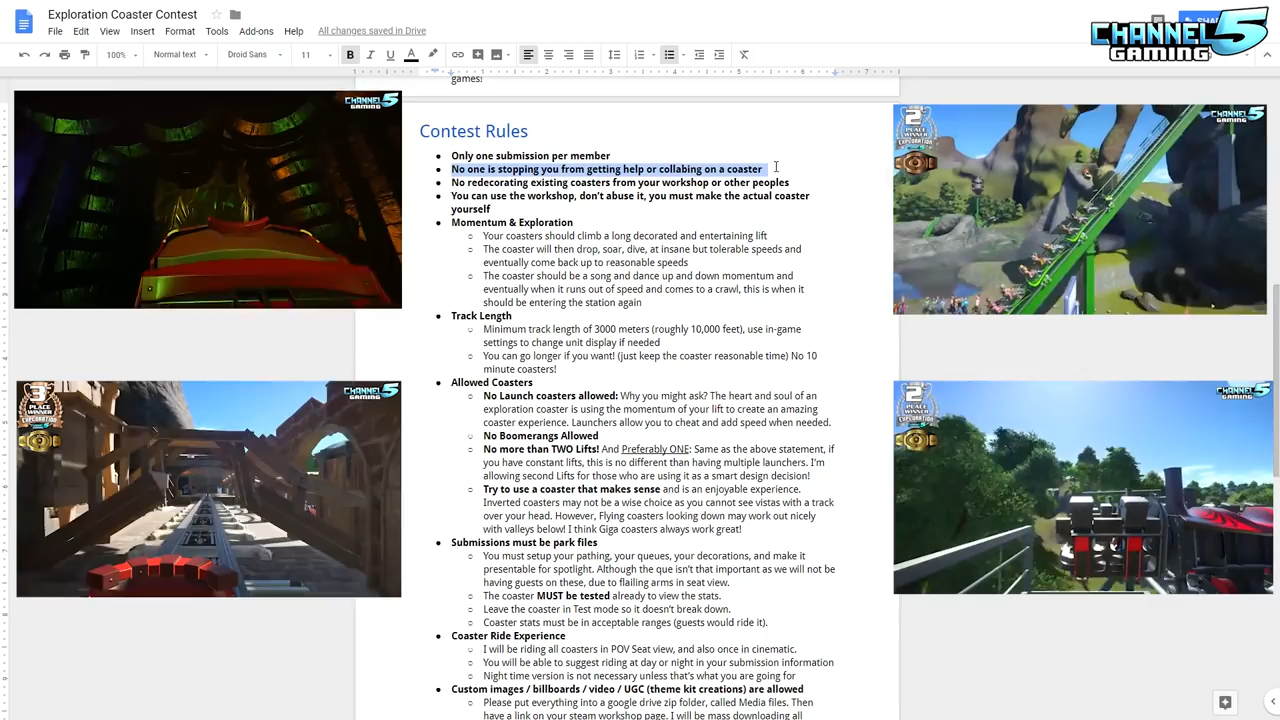 Exploration Coaster Contest
File Edit View Insert Format Tools Add-ons Help All changes saved in Drive
100% Normal text Droid Sans 11
CHANNEL 5
GAMING
games!
Contest Rules
Only one submission per member
No one is stopping you from getting help or collabing on a coaster
No redecorating existing coasters from your workshop or other peoples
You can use the workshop, don't abuse it, you must make the actual coaster
yourself
Momentum & Exploration
Your coasters should climb a long decorated and entertaining lift
The coaster will then drop, soar, dive, at insane but tolerable speeds and
eventually come back up to reasonable speeds
The coaster should be a song and dance up and down momentum and
eventually when it runs out of speed and comes to a crawl, this is when it
should be entering the station again
Track Length
Minimum track length of 3000 meters (roughly 10,000 feet), use in-game
settings to change unit display if needed
You can go longer if you want! (just keep the coaster reasonable time) No 10
minute coasters!
Allowed Coasters
No Launch coasters allowed: Why you might ask? The heart and soul of an
exploration coaster is using the momentum of your lift to create an amazing
coaster experience. Launchers allow you to cheat and add speed when needed.
No Boomerangs Allowed
No more than TWO Lifts! And Preferably ONE: Same as the above statement, if
you have constant lifts, this is no different than having multiple launchers. I'm
allowing second Lifts for those who are using it as a smart design decision!
Try to use a coaster that makes sense and is an enjoyable experience.
Inverted coasters may not be a wise choice as you cannot see vistas with a track
over your head. However, Flying coasters looking down may work out nicely
with valleys below! I think Giga coasters always work great!
Submissions must be park files
You must setup your pathing, your queues, your decorations, and make it
presentable for spotlight. Although the que isn't that important as we will not be
having guests on these, due to flailing arms in seat view.
The coaster MUST be tested already to view the stats.
Leave the coaster in Test mode so it doesn't break down.
Coaster stats must be in acceptable ranges (guests would ride it).
Coaster Ride Experience
I will be riding all coasters in POV Seat view, and also once in cinematic.
You will be able to suggest riding at day or night in your submission information
Night time version is not necessary unless that's what you are going for
Custom images / billboards / video / UGC (theme kit creations) are allowed
Please put everything into a google drive zip folder, called Media files. Then
have a link on your steam workshop page. I will be mass downloading all
CHANNEL 5
GAMING
2
PLACE
WINNER
EXPLORATION
CHANNEL 5
GAMING
3
PLACE
WINNER
EXPLORATION
CHANNEL 5
GAMING
2
PLACE
WINNER
EXPLORATION
CHANNEL 5
GAMING